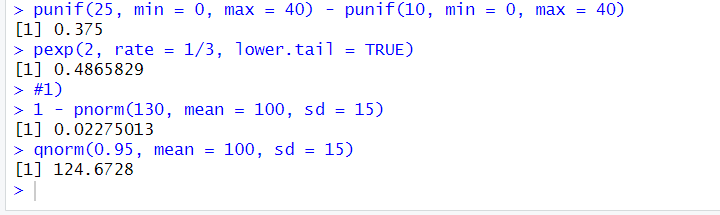 > punif(25, min = 0, max = 40) - punif(10, min = 0, max = 40)
[1] 0.375
> pexp(2, rate = 1/3, lower.tail = TRUE)
[1] 0.4865829
> #1)
> 1 - pnorm(130, mean = 100, sd = 15)
[1] 0.02275013
> qnorm(0.95, mean = 100, sd = 15)
[1] 124.6728
>